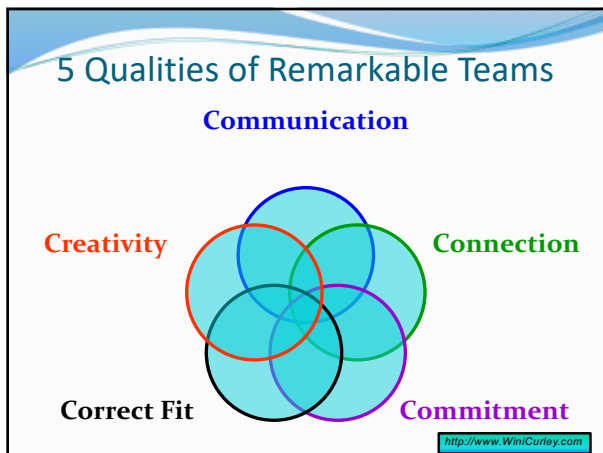 5 Qualities of Remarkable Teams
Communication
Creativity
Connection
Correct Fit
Commitment
http://www.WiniCurley.com